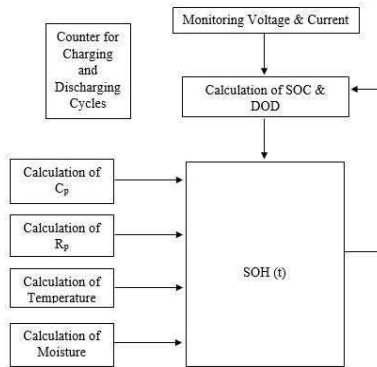 Monitoring Voltage & Current
Counter for
Charging
and
Discharging
Cycles
Calculation of SOC &
DOD
Calculation of
Cp
Calculation of
Rp
Calculation of
Temperature
Calculation of
Moisture
SOH (t)